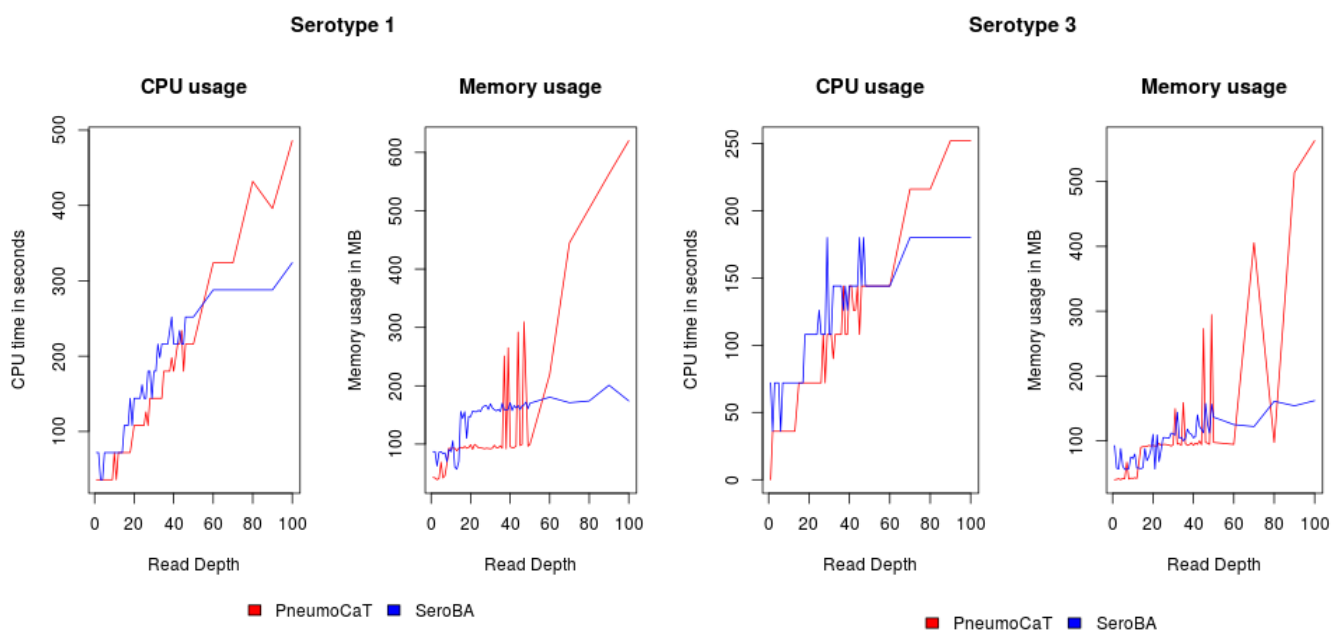 Serotype 1
CPU usage
CPU time in seconds
100 200 300 400 500
0 20 40 60 80 100
Read Depth
Memory usage
Memory usage in MB
100 200 300 400 500 600
0 20 40 60 80 100
Read Depth
PneumoCaT SeroBA
Serotype 3
CPU usage
CPU time in seconds
0 50 100 150 200 250
0 20 40 60 80 100
Read Depth
Memory usage
Memory usage in MB
100 200 300 400 500
0 20 40 60 80 100
Read Depth
PneumoCaT SeroBA